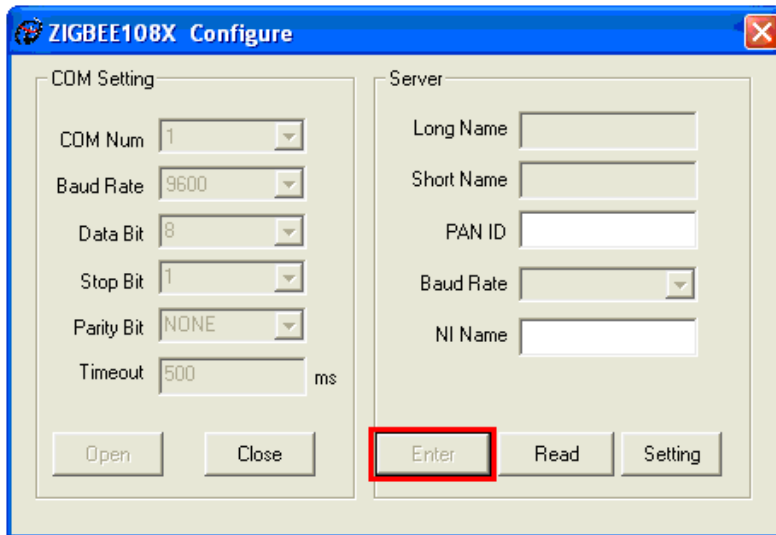 ZIGBEE108X Configure
COM Setting
COM Num 1
Baud Rate 9600
Data Bit 8
Stop Bit 1
Parity Bit NONE
Timeout 500 ms
Open Close
Server
Long Name
Short Name
PAN ID
Baud Rate
NI Name
Enter Read Setting